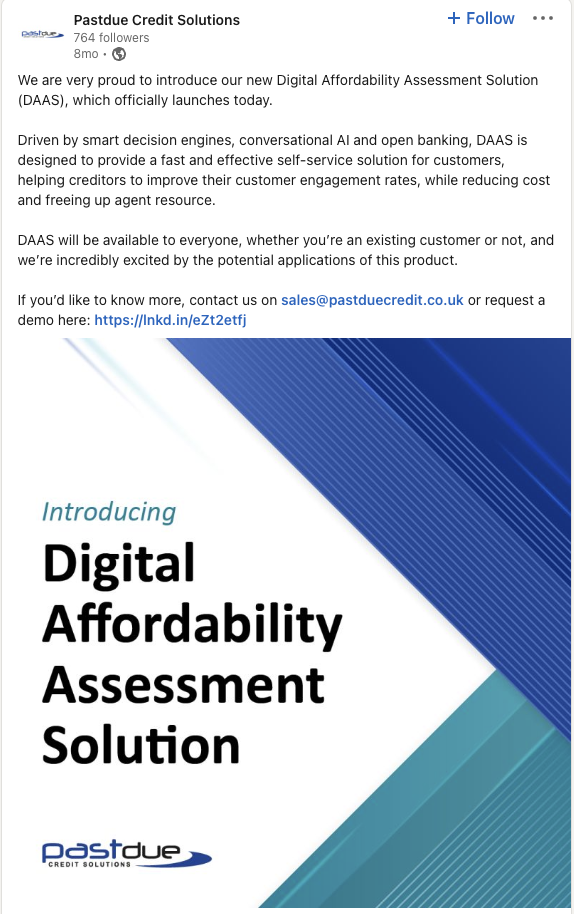 Pastdue Credit Solutions
+ Follow
764 followers
8mo •
We are very proud to introduce our new Digital Affordability Assessment Solution
(DAAS), which officially launches today.
Driven by smart decision engines, conversational AI and open banking, DAAS is
designed to provide a fast and effective self-service solution for customers,
helping creditors to improve their customer engagement rates, while reducing cost
and freeing up agent resource.
DAAS will be available to everyone, whether you’re an existing customer or not, and
we’re incredibly excited by the potential applications of this product.
If you’d like to know more, contact us on sales@pastduecredit.co.uk or request a
demo here: https://lnkd.in/eZt2etfj
Introducing
Digital
Affordability
Assessment
Solution
pastdue
CREDIT SOLUTIONS